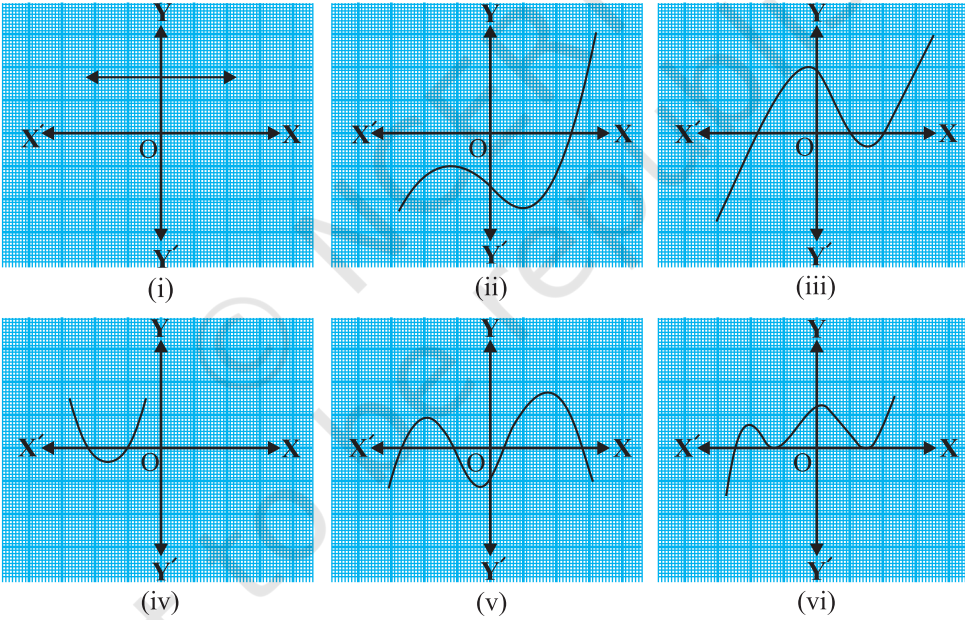 Y Y Y
X′ O X X′ O X X′ O X
Y′ Y′ Y′
(i) (ii) (iii)
Y Y Y
X′ O X X′ O X X′ O X
Y′ Y′ Y′
(iv) (v) (vi)